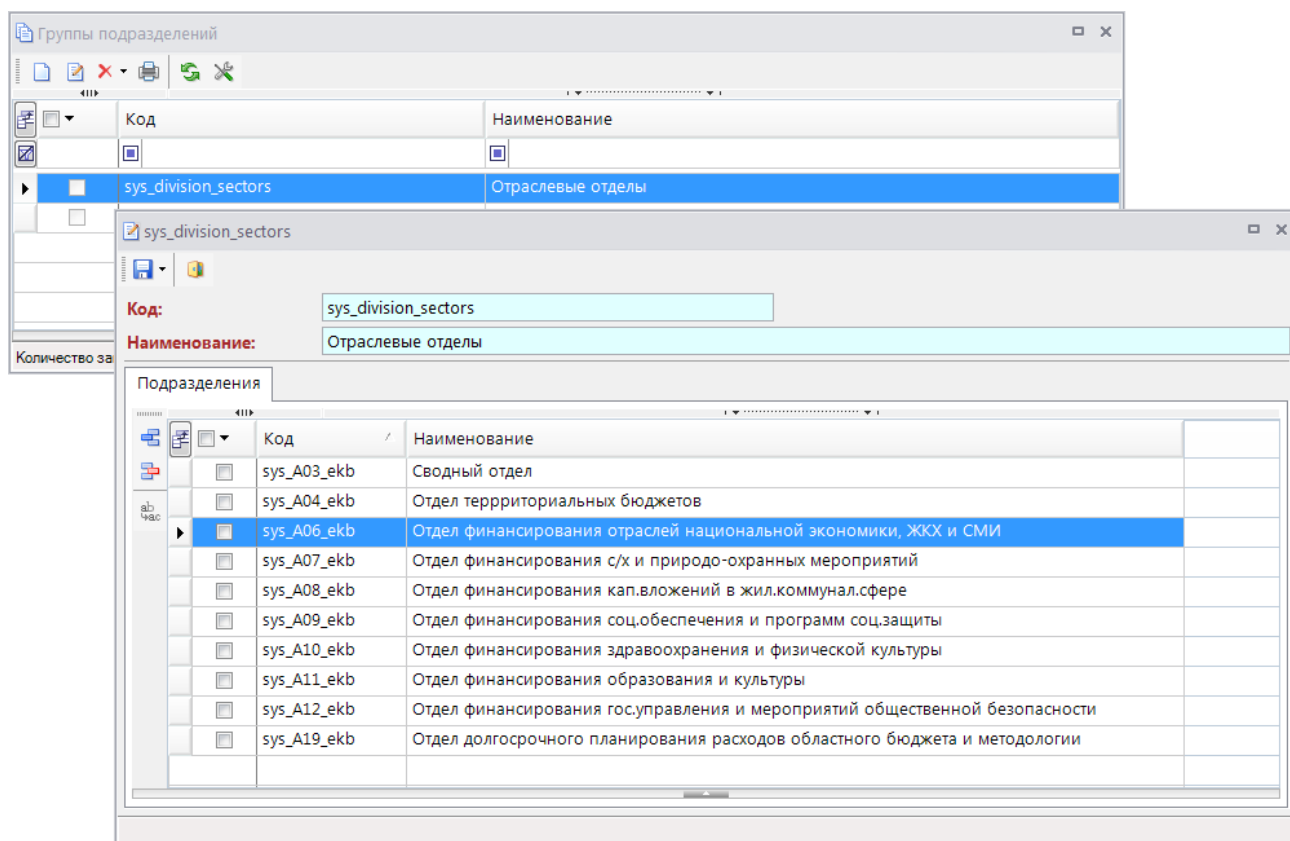 Группы подразделений
Код Наименование
sys_division_sectors Отраслевые отделы
sys_division_sectors
Код: sys_division_sectors
Наименование: Отраслевые отделы
Количество за
Подразделения
Код Наименование
sys_A03_ekb Сводный отдел
sys_A04_ekb Отдел террриториальных бюджетов
sys_A06_ekb Отдел финансирования отраслей национальной экономики, ЖКХ и СМИ
sys_A07_ekb Отдел финансирования с/х и природо-охранных мероприятий
sys_A08_ekb Отдел финансирования кап.вложений в жил.коммунал.сфере
sys_A09_ekb Отдел финансирования соц.обеспечения и программ соц.защиты
sys_A10_ekb Отдел финансирования здравоохранения и физической культуры
sys_A11_ekb Отдел финансирования образования и культуры
sys_A12_ekb Отдел финансирования гос.управления и мероприятий общественной безопасности
sys_A19_ekb Отдел долгосрочного планирования расходов областного бюджета и методологии